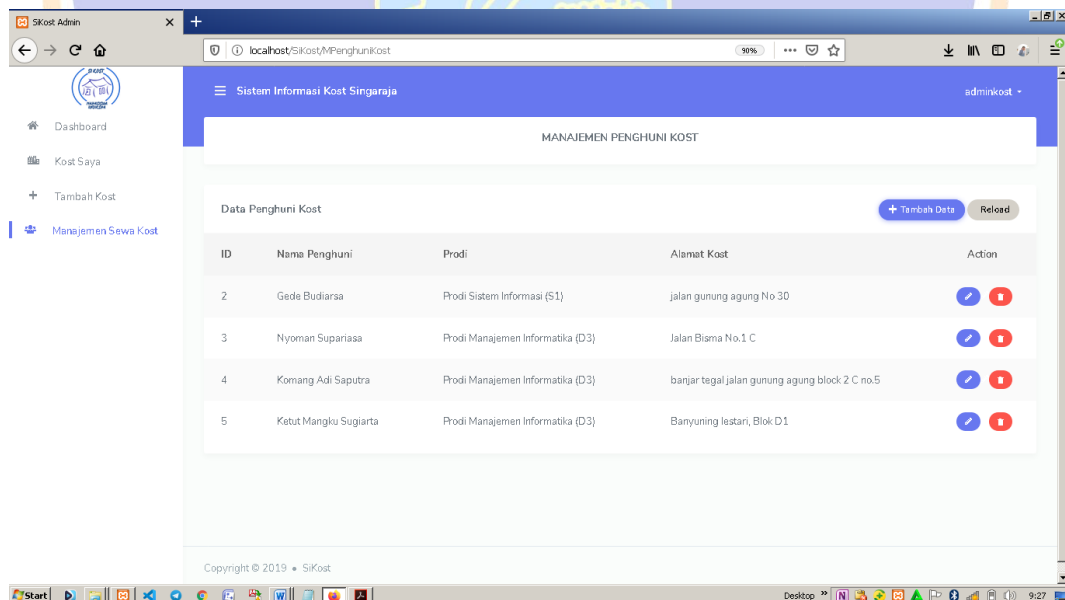 SiKost Admin
localhost/SiKost/MPenghuniKost
90%
Sistem Informasi Kost Singaraja
adminkost
Dashboard
Kost Saya
Tambah Kost
Manajemen Sewa Kost
MANAJEMEN PENGHUNI KOST
Data Penghuni Kost
+ Tambah Data
Reload
ID Nama Penghuni Prodi Alamat Kost Action
2 Gede Budiarsa Prodi Sistem Informasi (S1) jalan gunung agung No 30
3 Nyoman Supariasa Prodi Manajemen Informatika (D3) Jalan Bisma No.1 C
4 Komang Adi Saputra Prodi Manajemen Informatika (D3) banjar tegal jalan gunung agung block 2 C no.5
5 Ketut Mangku Sugiarta Prodi Manajemen Informatika (D3) Banyuning lestari, Blok D1
Copyright © 2019 • SiKost
Start
Desktop »
9:27